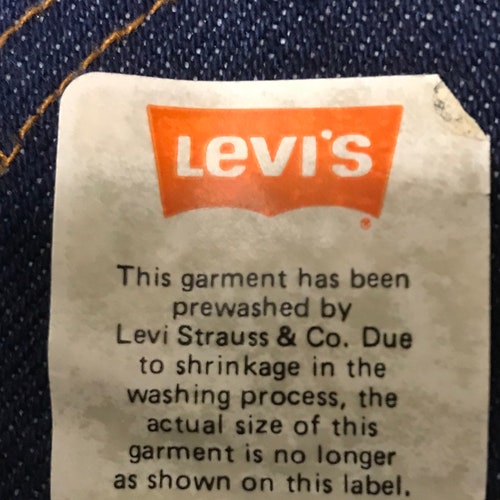 Levi's
®
This garment has been
prewashed by
Levi Strauss & Co. Due
to shrinkage in the
washing process, the
actual size of this
garment is no longer
as shown on this label.